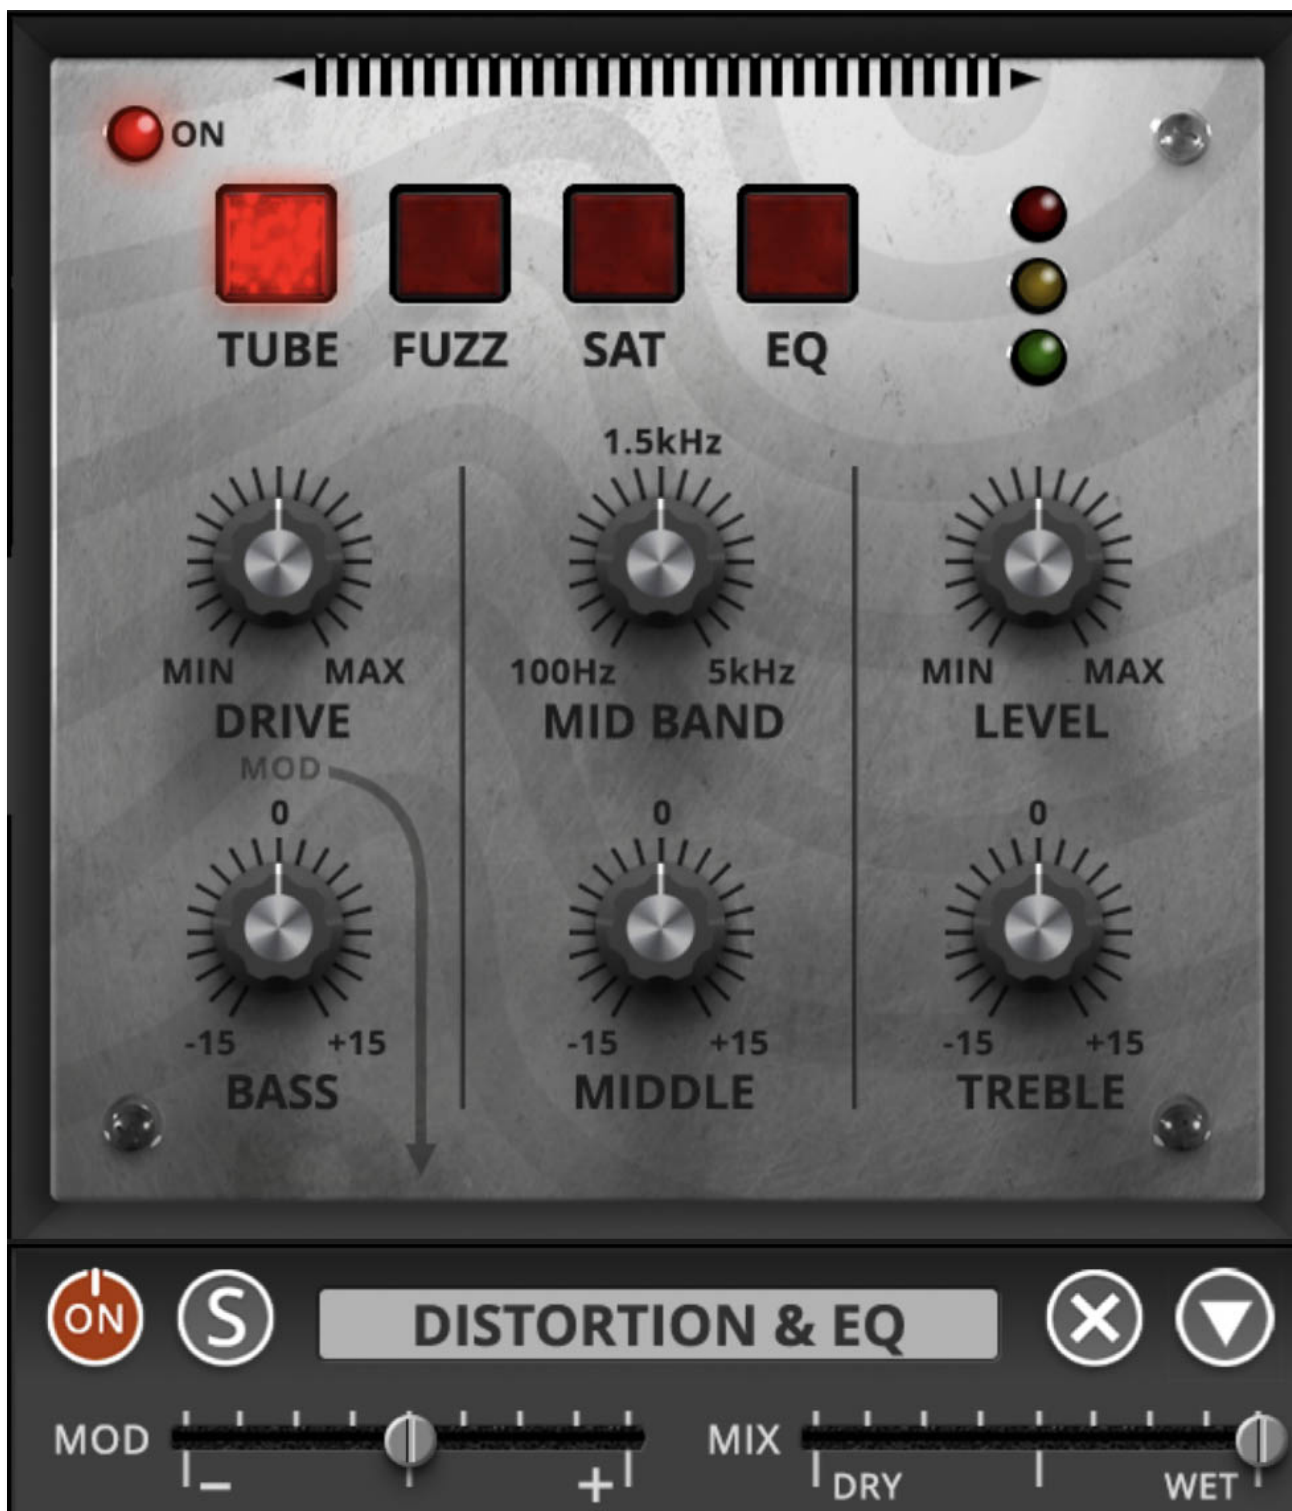 ON
TUBE FUZZ SAT EQ
1.5kHz
MIN MAX 100Hz 5kHz MIN MAX
DRIVE MID BAND LEVEL
MOD
0 0 0
-15 +15 -15 +15 -15 +15
BASS MIDDLE TREBLE
ON S DISTORTION & EQ
MOD MIX
- + DRY WET